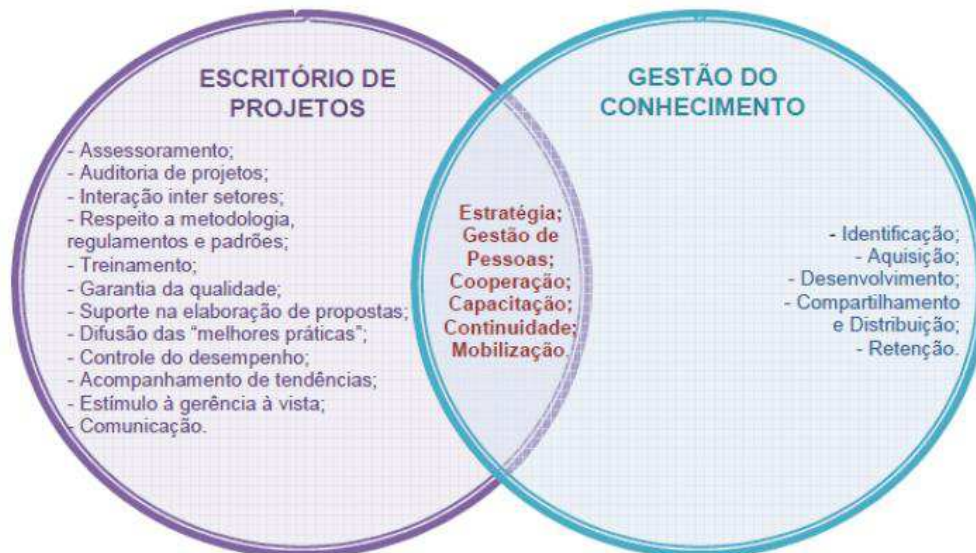 ESCRITÓRIO DE
PROJETOS
- Assessoramento;
- Auditoria de projetos;
- Interação inter setores;
- Respeito a metodologia,
regulamentos e padrões;
- Treinamento;
- Garantia da qualidade;
- Suporte na elaboração de propostas;
- Difusão das “melhores práticas”;
- Controle do desempenho;
- Acompanhamento de tendências;
- Estímulo à gerência à vista;
- Comunicação.
Estratégia;
Gestão de
Pessoas;
Cooperação;
Capacitação;
Continuidade;
Mobilização.
GESTÃO DO
CONHECIMENTO
- Identificação;
- Aquisição;
- Desenvolvimento;
- Compartilhamento
e Distribuição;
- Retenção.